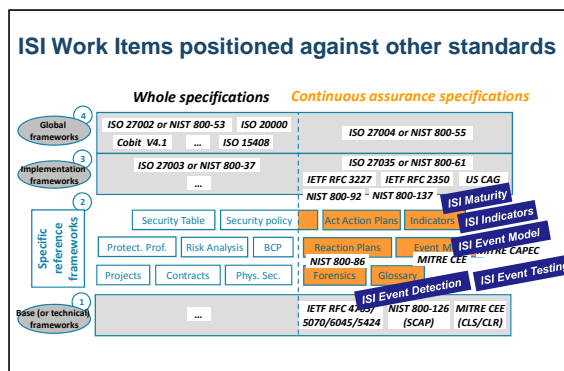 ISI Work Items positioned against other standards
Whole specifications
Continuous assurance specifications
4
Global
frameworks
ISO 27002 or NIST 800-53 ISO 20000
Cobit V4.1 ... ISO 15408
ISO 27004 or NIST 800-55
3
Implementation
frameworks
ISO 27003 or NIST 800-37
...
ISO 27035 or NIST 800-61
IETF RFC 3227 IETF RFC 2350 US CAG
NIST 800-92 NIST 800-137
ISI Maturity
2
Specific
reference
frameworks
Security Table Security policy Act Action Plans Indicators
ISI Indicators
Protect. Prof. Risk Analysis BCP Reaction Plans Event M
ISI Event Model
MITRE CAPEC
NIST 800-86 MITRE CEE
Projects Contracts Phys. Sec. Forensics Glossary
ISI Event Testing
ISI Event Detection
1
Base (or technical)
frameworks
...
IETF RFC
5070/6045/5424
NIST 800-126
(SCAP)
MITRE CEE
(CLS/CLR)